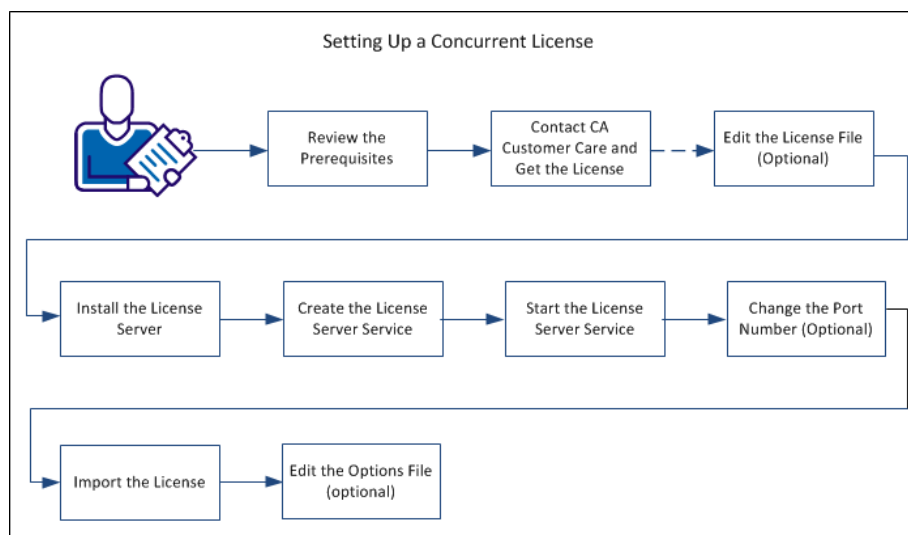 Setting Up a Concurrent License
Review the
Prerequisites
Contact CA
Customer Care and
Get the License
Edit the License File
(Optional)
Install the License
Server
Create the License
Server Service
Start the License
Server Service
Change the Port
Number (Optional)
Import the License
Edit the Options File
(optional)